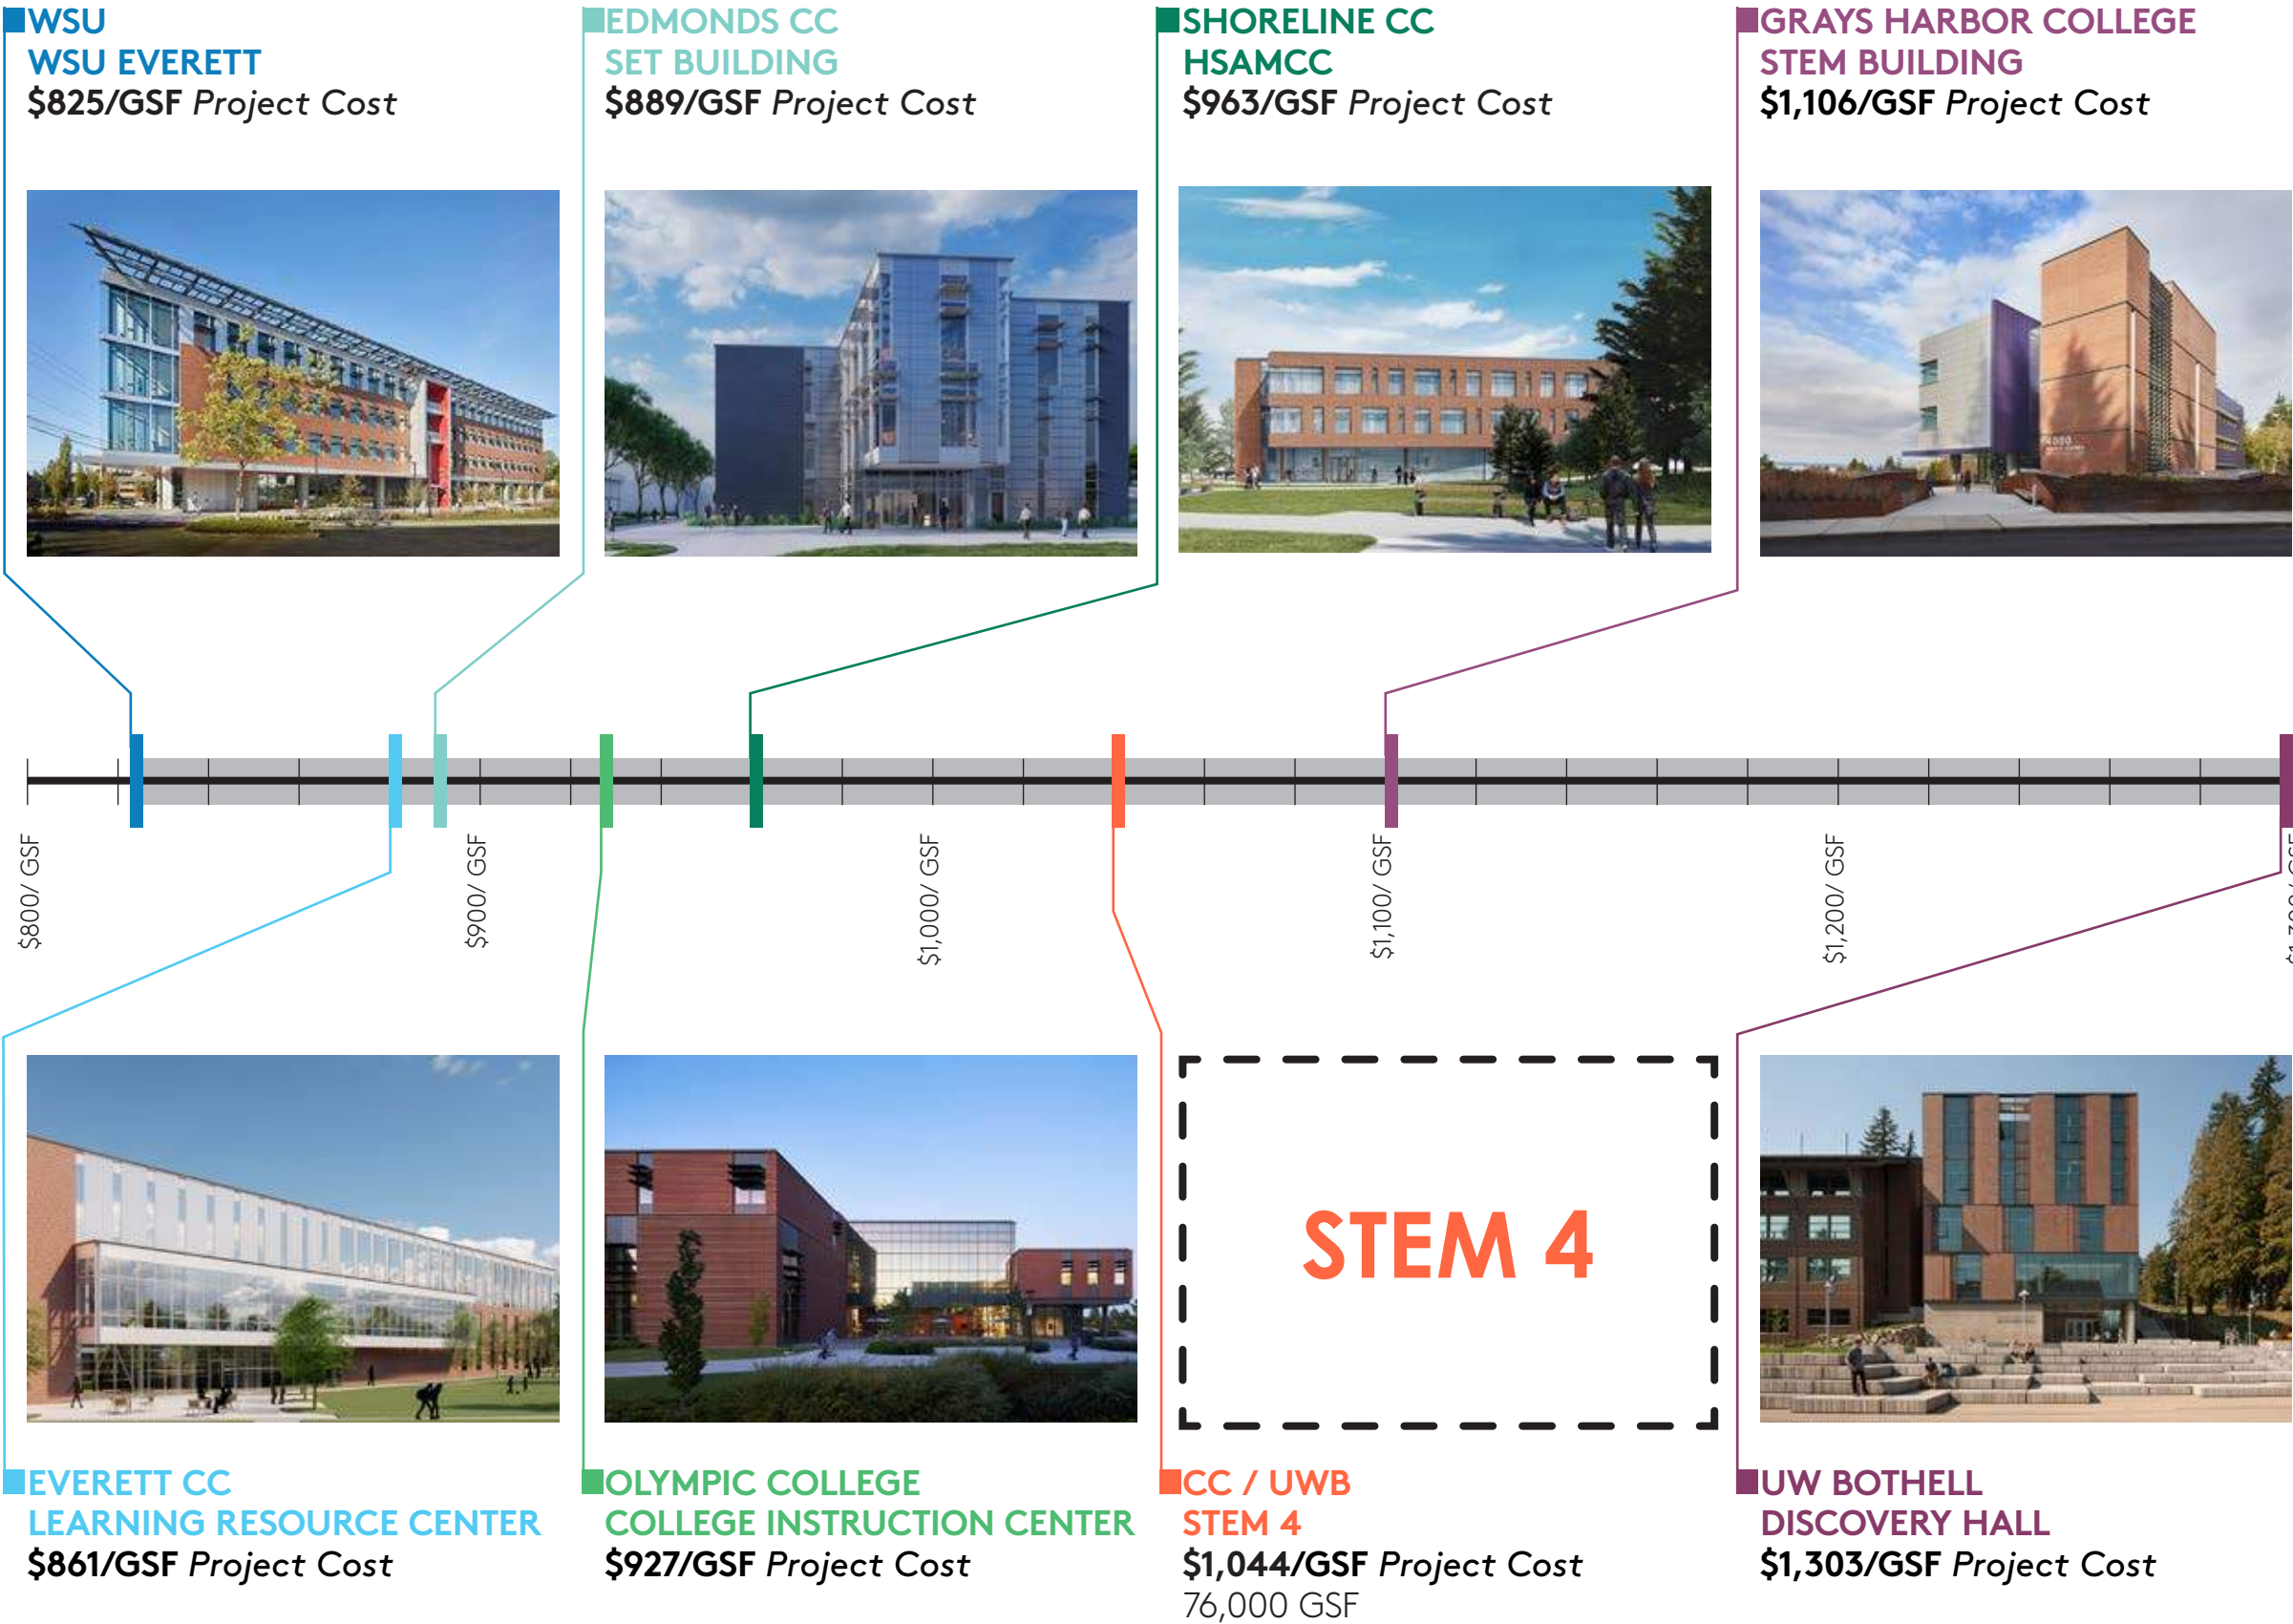 WSU
WSU EVERETT
$825/GSF Project Cost
EDMONDS CC
SET BUILDING
$889/GSF Project Cost
SHORELINE CC
HSAMCC
$963/GSF Project Cost
GRAYS HARBOR COLLEGE
STEM BUILDING
$1,106/GSF Project Cost
$800/ GSF
$900/ GSF
$1,000/ GSF
$1,100/ GSF
$1,200/ GSF
STEM 4
EVERETT CC
LEARNING RESOURCE CENTER
$861/GSF Project Cost
OLYMPIC COLLEGE
COLLEGE INSTRUCTION CENTER
$927/GSF Project Cost
CC / UWB
STEM 4
$1,044/GSF Project Cost
76,000 GSF
UW BOTHELL
DISCOVERY HALL
$1,303/GSF Project Cost